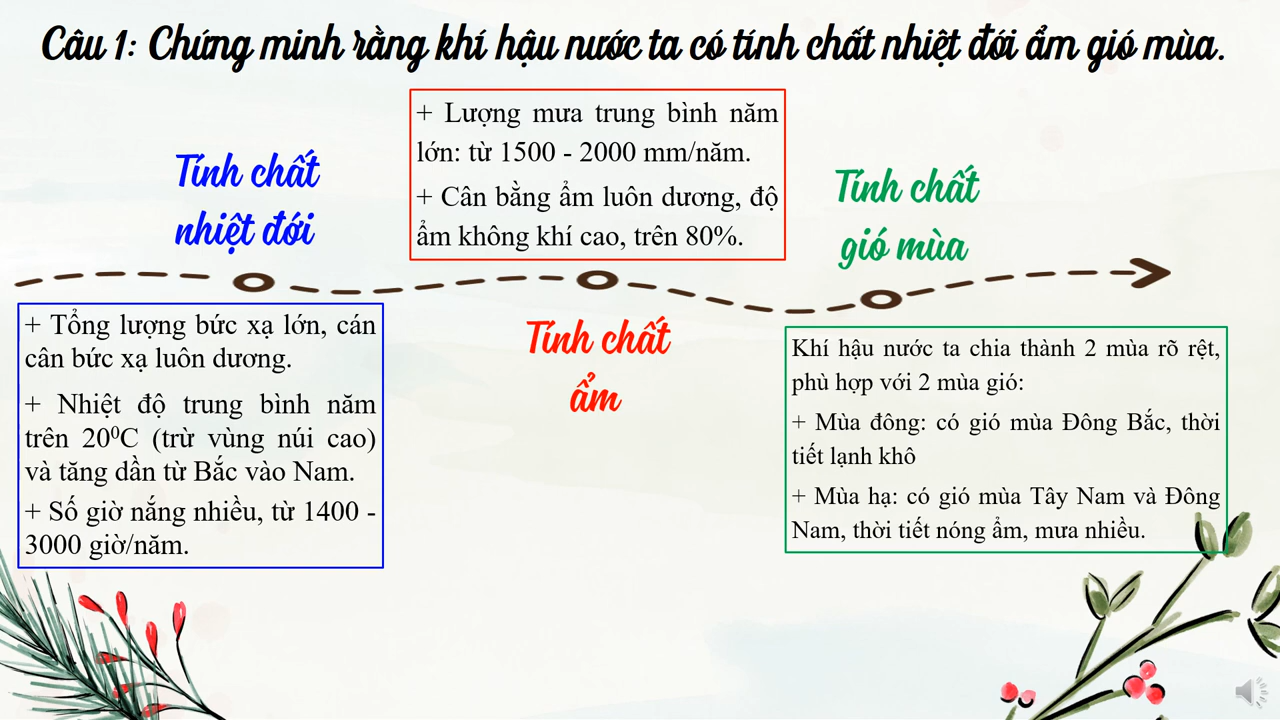 Câu 1: Chứng minh rằng khí hậu nước ta có tính chất nhiệt đới ẩm gió mùa.
Tính chất
nhiệt đới
+ Tổng lượng bức xạ lớn, cán
cân bức xạ luôn dương.
+ Nhiệt độ trung bình năm
trên 20⁰C (trừ vùng núi cao)
và tăng dần từ Bắc vào Nam.
+ Số giờ nắng nhiều, từ 1400 -
3000 giờ/năm.
+ Lượng mưa trung bình năm
lớn: từ 1500 - 2000 mm/năm.
+ Cân bằng ẩm luôn dương, độ
ẩm không khí cao, trên 80%.
Tính chất
ẩm
Tính chất
gió mùa
Khí hậu nước ta chia thành 2 mùa rõ rệt,
phù hợp với 2 mùa gió:
+ Mùa đông: có gió mùa Đông Bắc, thời
tiết lạnh khô
+ Mùa hạ: có gió mùa Tây Nam và Đông
Nam, thời tiết nóng ẩm, mưa nhiều.